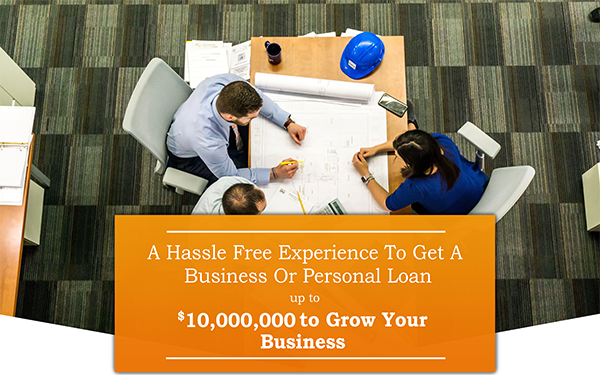 A Hassle Free Experience To Get A
Business Or Personal Loan
up to
$10,000,000 to Grow Your
Business